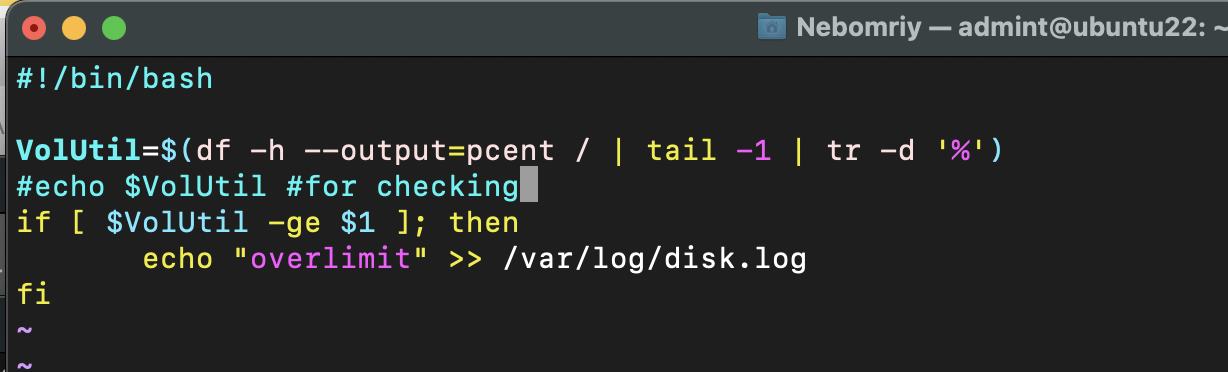 Nebomriy — admint@ubuntu22: ~
#!/bin/bash
VolUtil=$(df -h --output=pcent / | tail -1 | tr -d '%')
#echo $VolUtil #for checking
if [ $VolUtil -ge $1 ]; then
echo "overlimit" >> /var/log/disk.log
fi
~
~